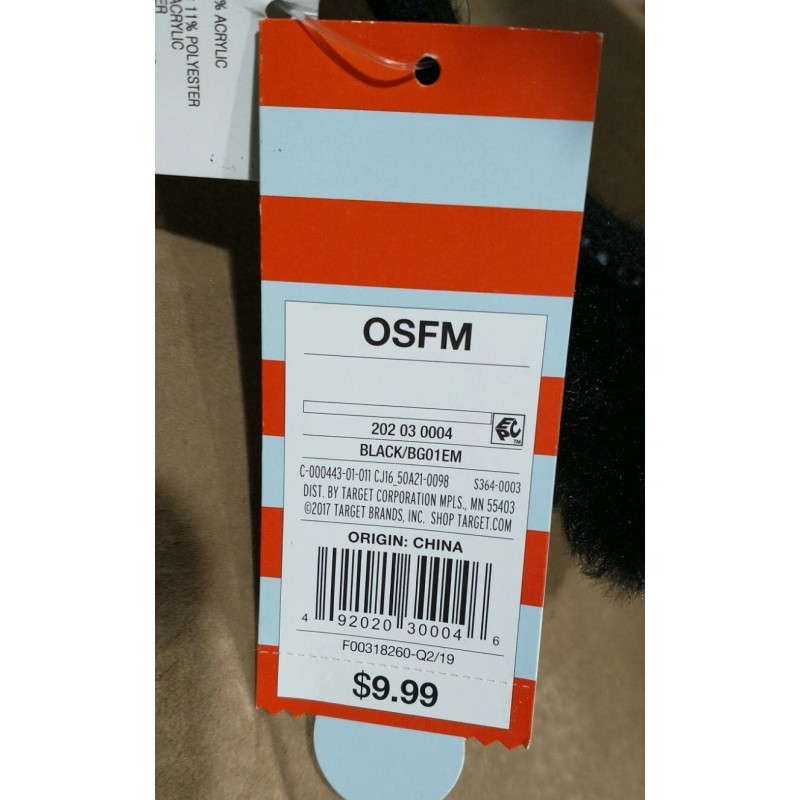 % ACRYLIC
11% POLYESTER
ACRYLIC
ER
OSFM
202 03 0004
EPC TM
BLACK/BG01EM
C-000443-01-011 CJ16_50A21-0098 S364-0003
DIST. BY TARGET CORPORATION MPLS., MN 55403
©2017 TARGET BRANDS, INC. SHOP TARGET.COM
ORIGIN: CHINA
4 92020 30004 6
F00318260-Q2/19
$9.99